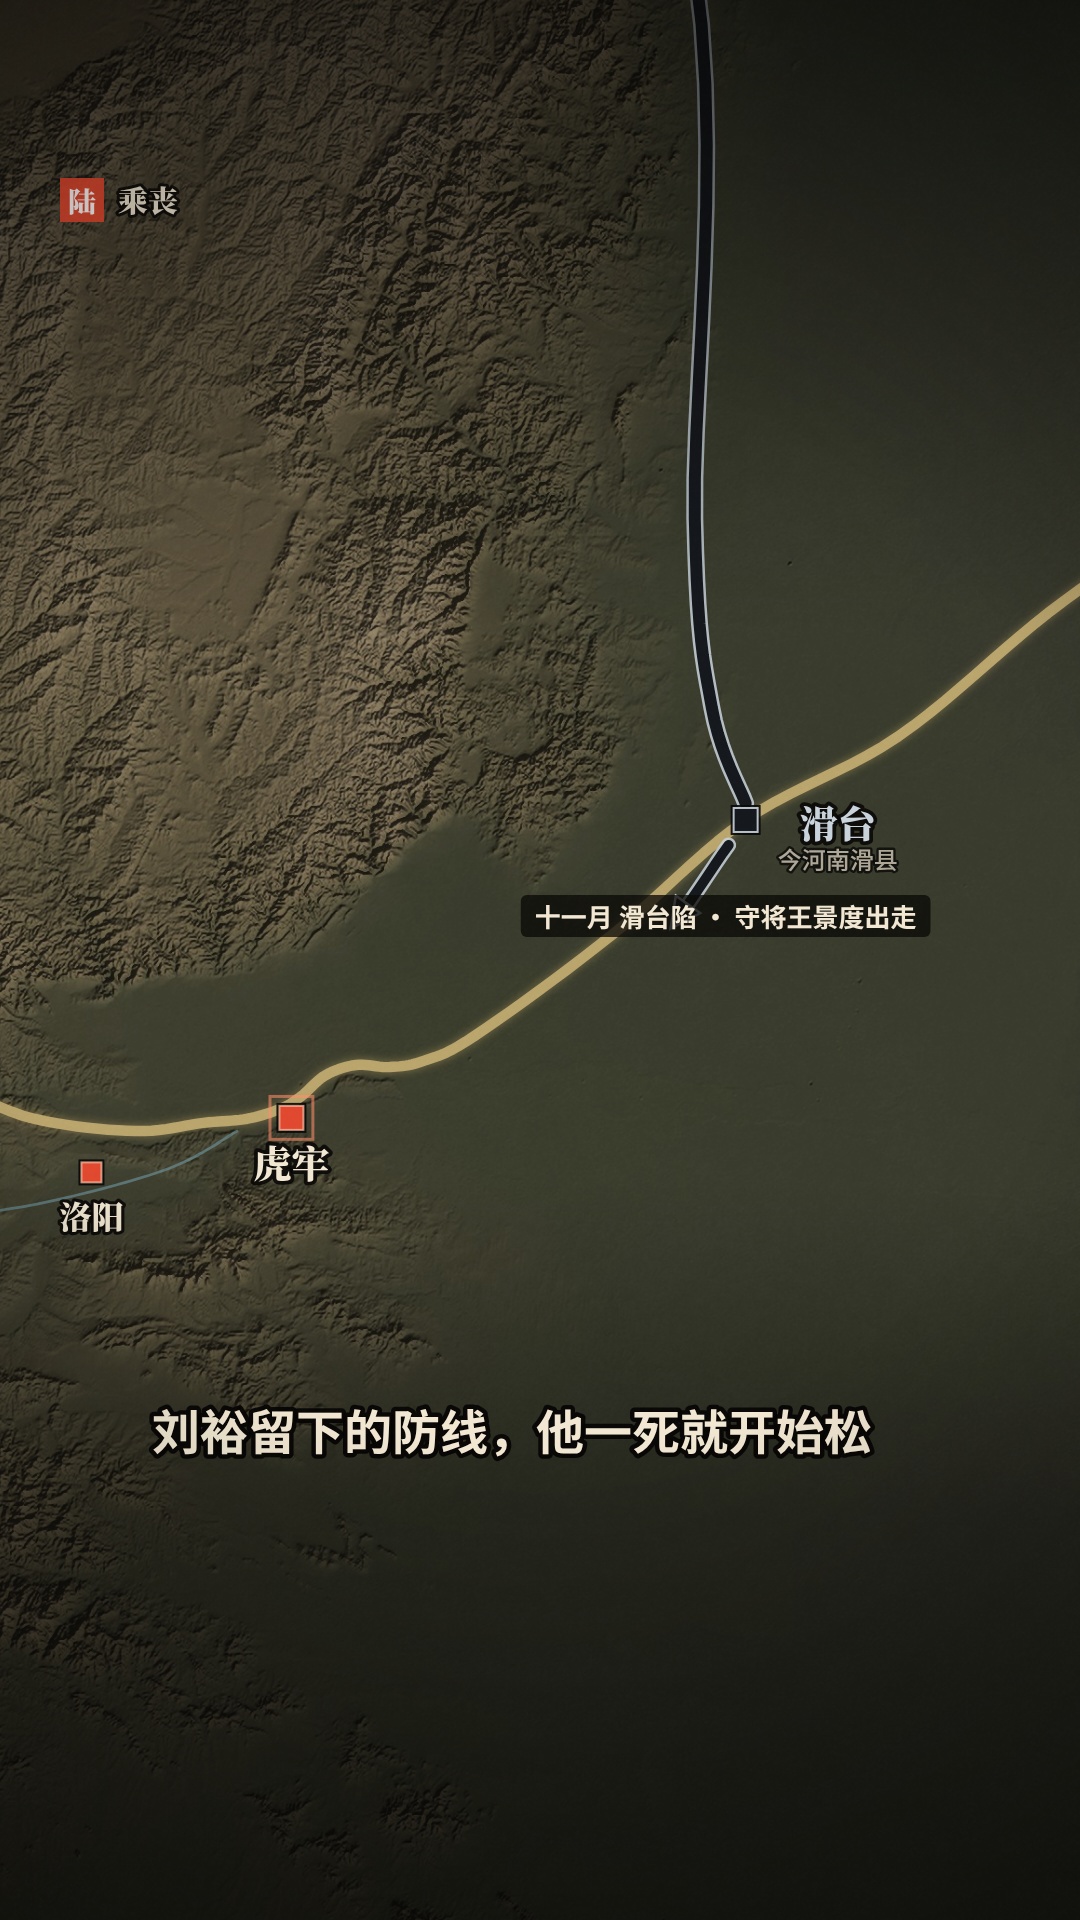 陆 乘丧
滑台
今河南滑县
十一月 滑台陷 · 守将王景度出走
虎牢
洛阳
刘裕留下的防线，他一死就开始松